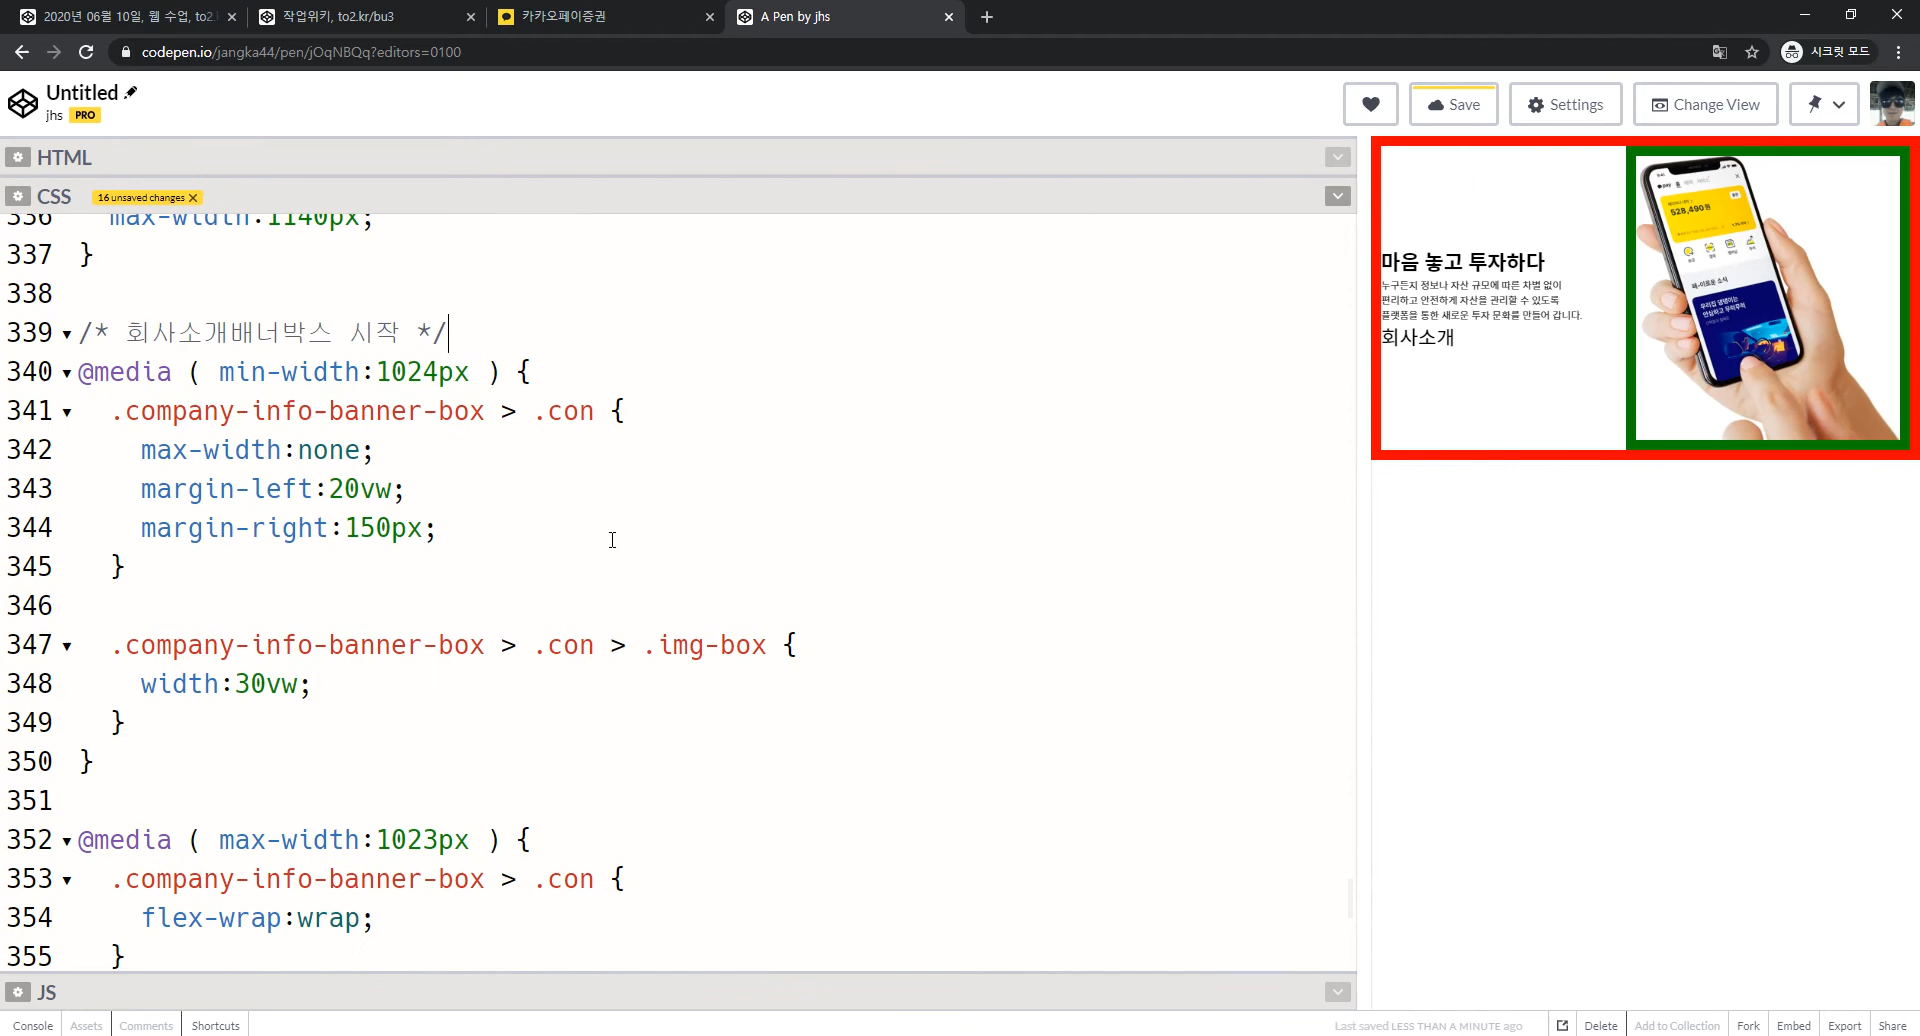 2020년 06월 10일, 웹 수업, to2.
작업위키, to2.kr/bu3
카카오페이증권
A Pen by jhs
codepen.io/jangka44/pen/jOqNBQq?editors=0100
시크릿 모드
Untitled
jhs PRO
Save
Settings
Change View
HTML
CSS
16 unsaved changes
336 max-width:1140px;
337 }
338
339 /* 회사소개배너박스 시작 */
340 @media ( min-width:1024px ) {
341 .company-info-banner-box > .con {
342 max-width:none;
343 margin-left:20vw;
344 margin-right:150px;
345 }
346
347 .company-info-banner-box > .con > .img-box {
348 width:30vw;
349 }
350 }
351
352 @media ( max-width:1023px ) {
353 .company-info-banner-box > .con {
354 flex-wrap:wrap;
355 }
마음 놓고 투자하다
누구든지 정보나 자산 규모에 따른 차별 없이
편리하고 안전하게 자산을 관리할 수 있도록
플랫폼을 통한 새로운 투자 문화를 만들어 갑니다.
회사소개
pay
528,490원
JS
Console
Assets
Comments
Shortcuts
Last saved LESS THAN A MINUTE ago
Delete
Add to Collection
Fork
Embed
Export
Share